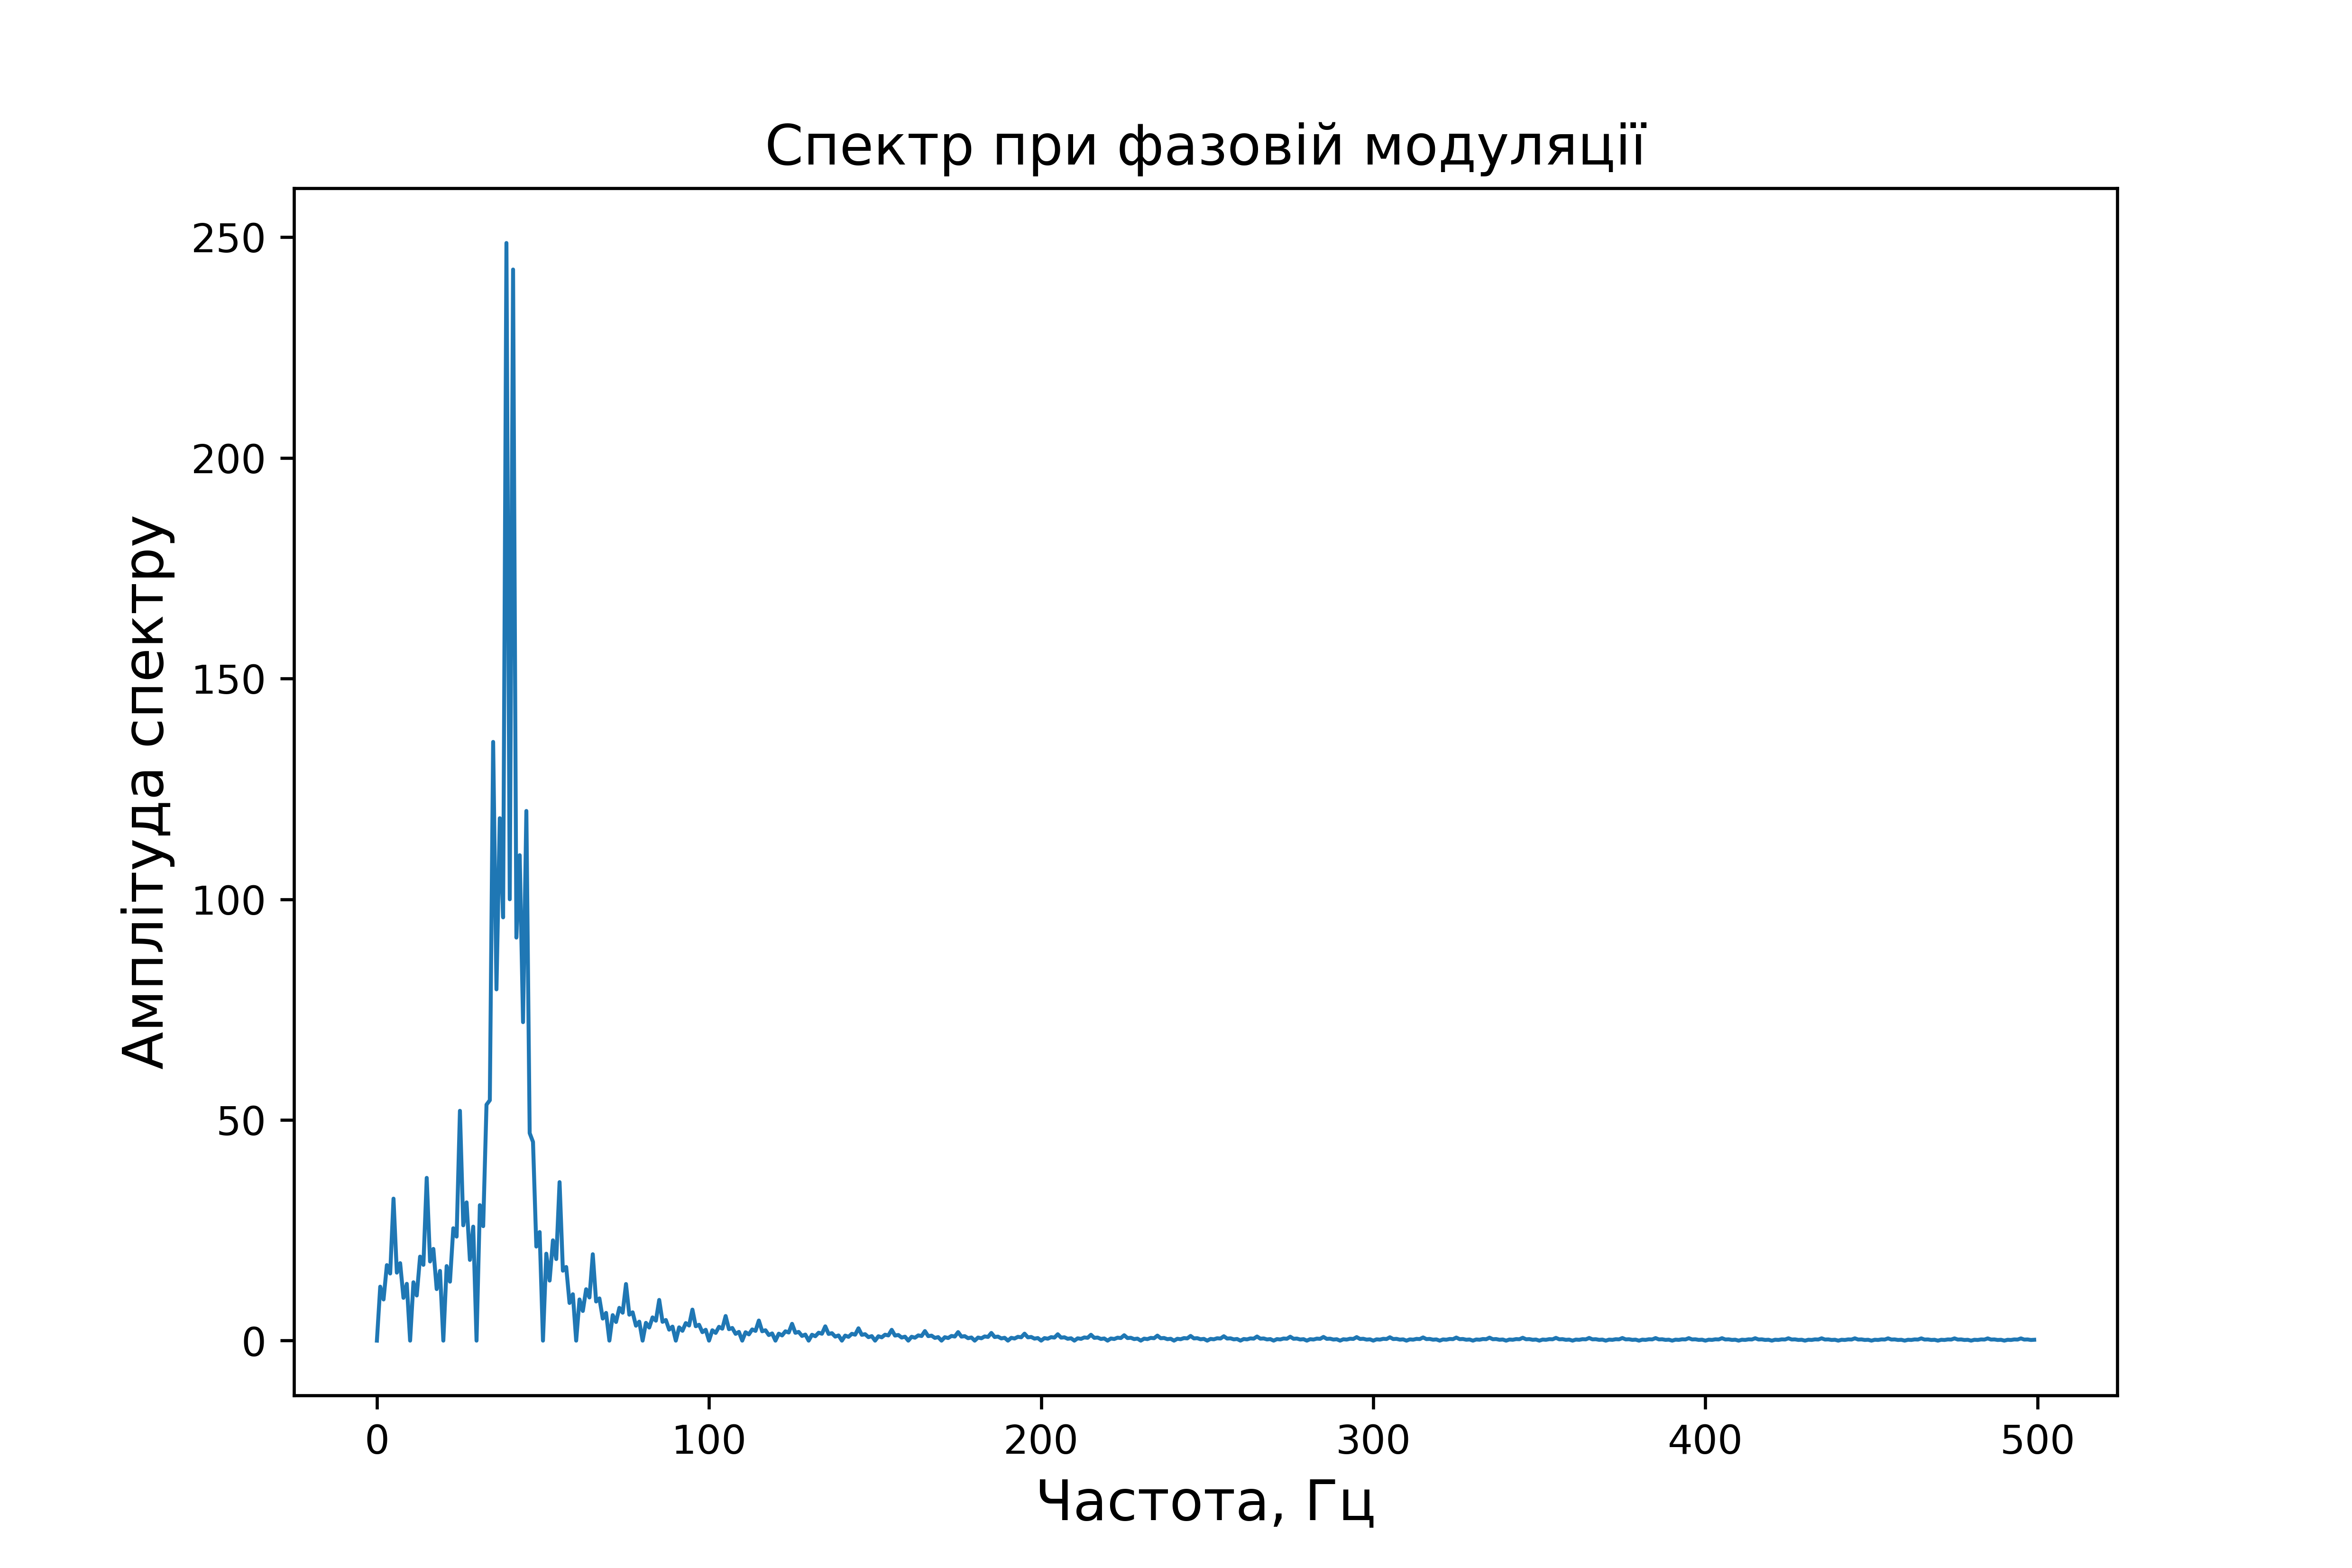 Спектр при фазовій модуляції
250
200
150
100
50
0
Амплітуда спектру
0 100 200 300 400 500
Частота, Гц